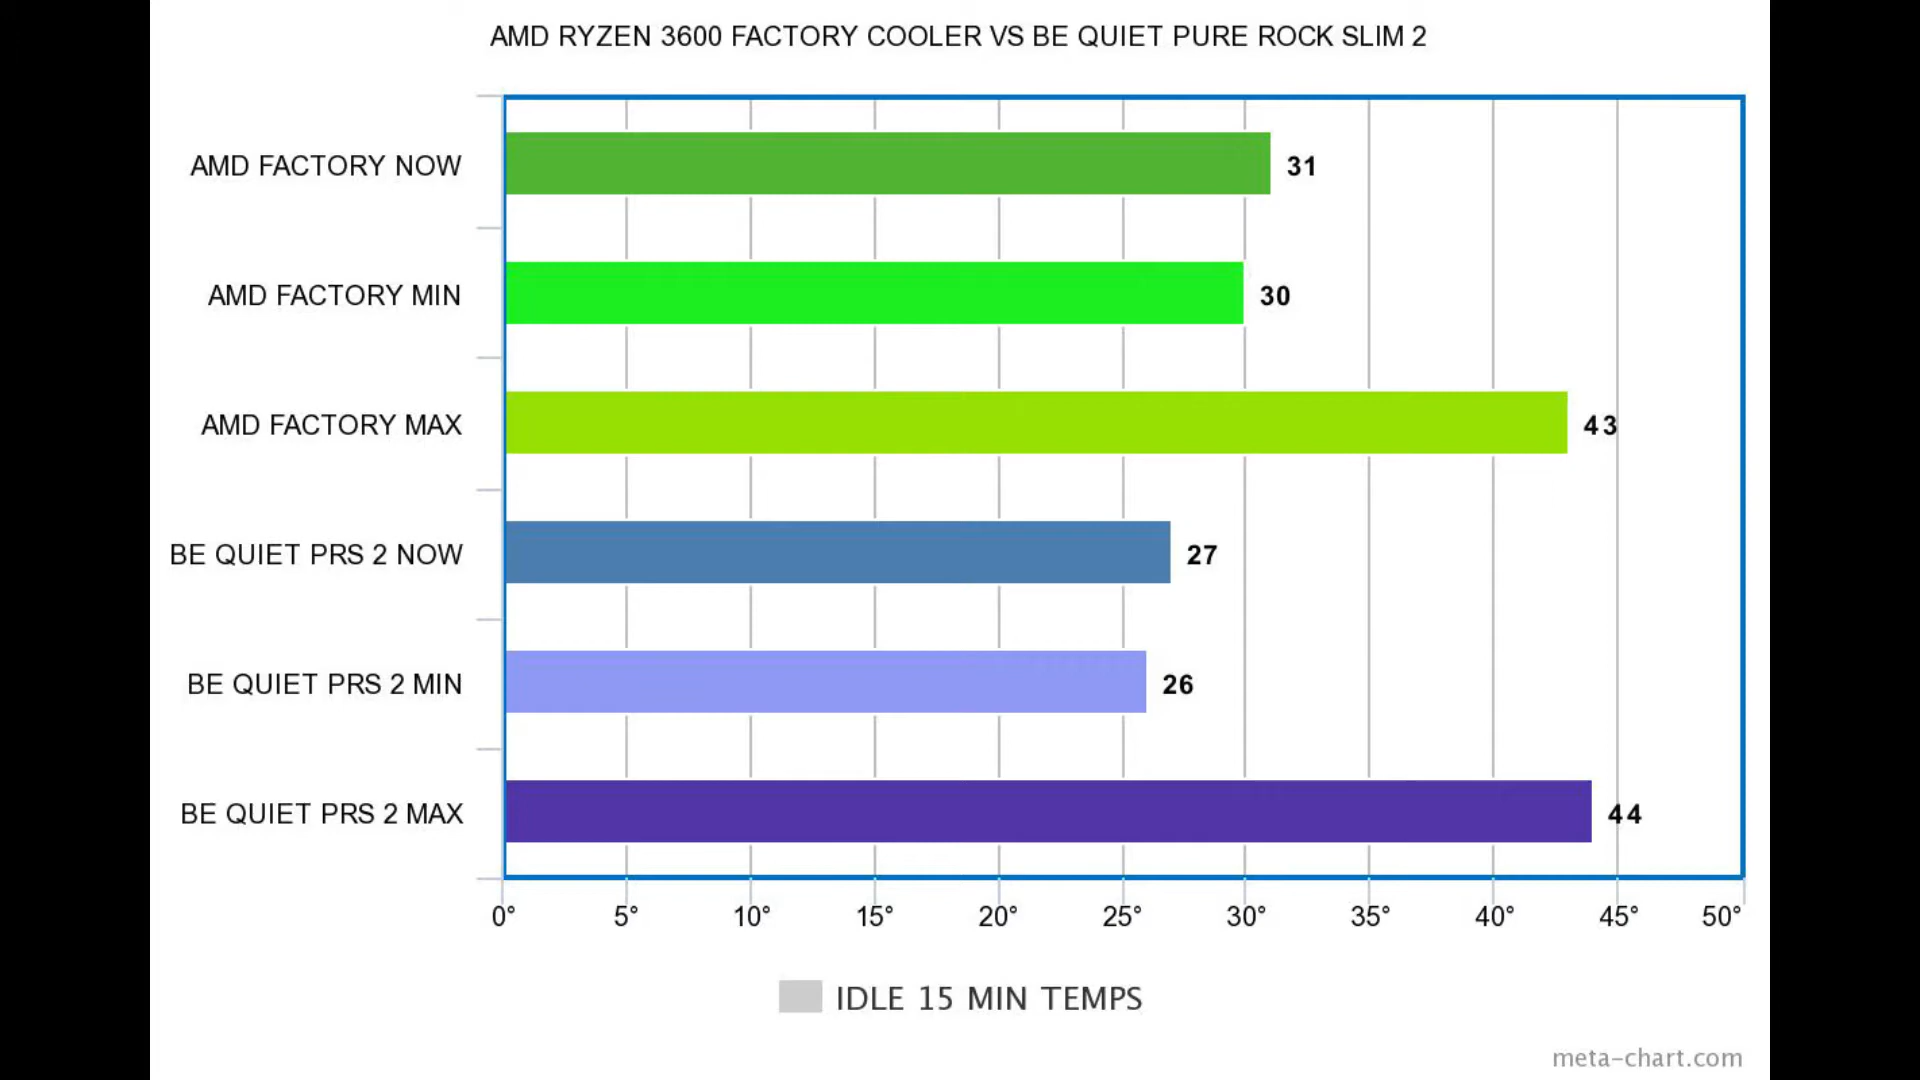 AMD RYZEN 3600 FACTORY COOLER VS BE QUIET PURE ROCK SLIM 2
AMD FACTORY NOW 31
AMD FACTORY MIN 30
AMD FACTORY MAX 43
BE QUIET PRS 2 NOW 27
BE QUIET PRS 2 MIN 26
BE QUIET PRS 2 MAX 44
0° 5° 10° 15° 20° 25° 30° 35° 40° 45° 50°
IDLE 15 MIN TEMPS
meta-chart.com